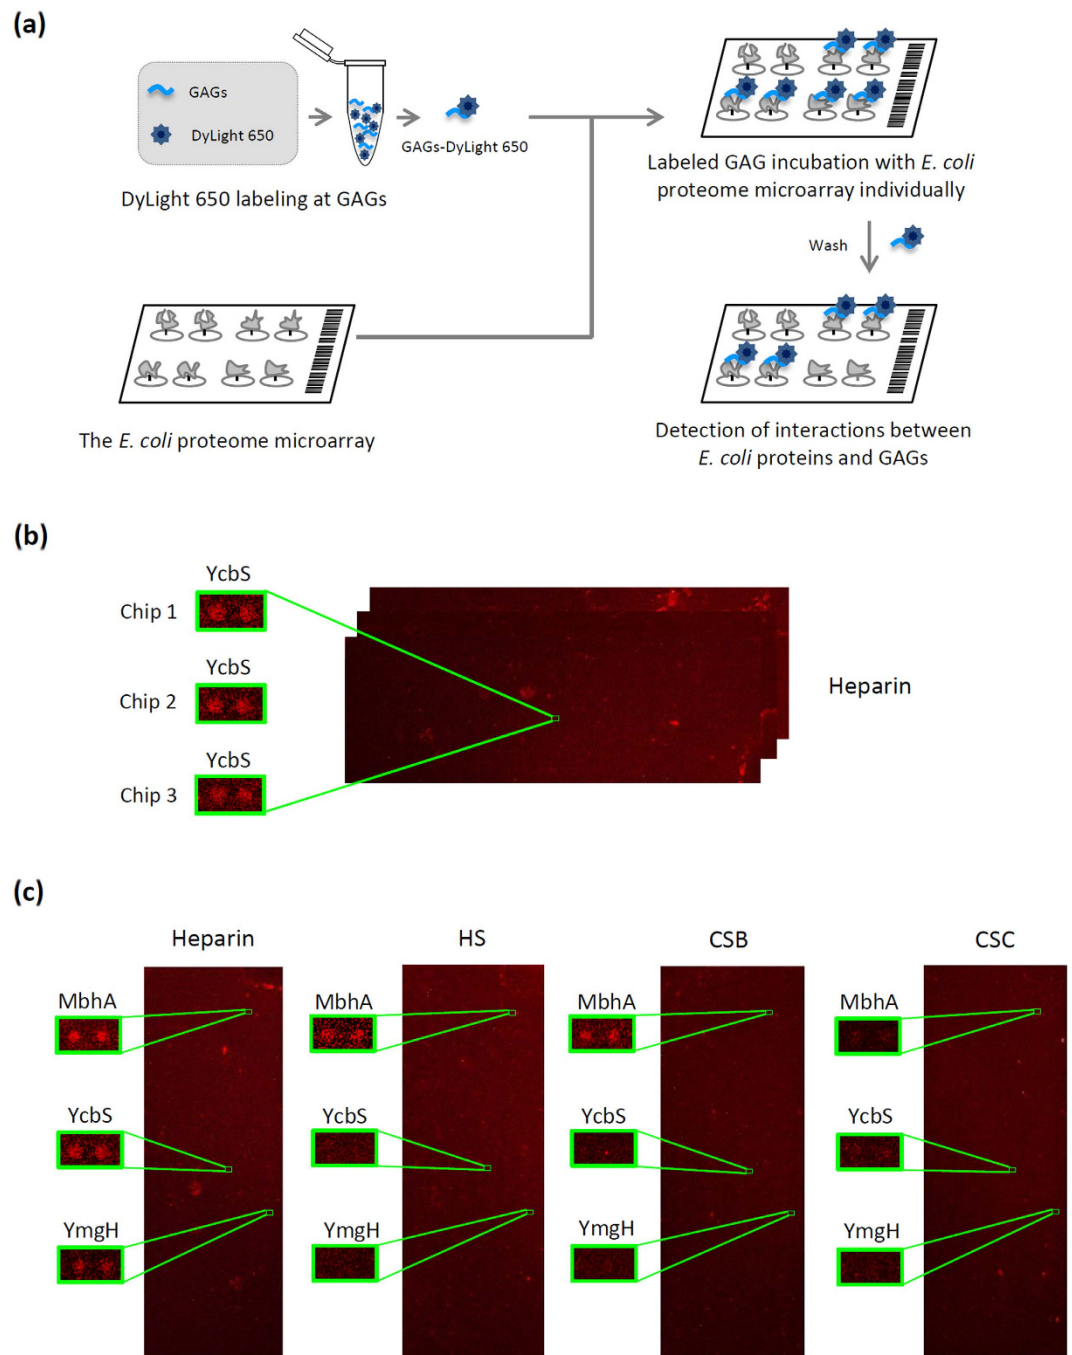 (a)
GAGs
DyLight 650
GAGs-DyLight 650
DyLight 650 labeling at GAGs
Labeled GAG incubation with E. coli
proteome microarray individually
Wash
The E. coli proteome microarray
Detection of interactions between
E. coli proteins and GAGs
(b)
YcbS
Chip 1
YcbS
Chip 2
YcbS
Chip 3
Heparin
(c)
Heparin
HS
CSB
CSC
MbhA
MbhA
MbhA
MbhA
YcbS
YcbS
YcbS
YcbS
YmgH
YmgH
YmgH
YmgH